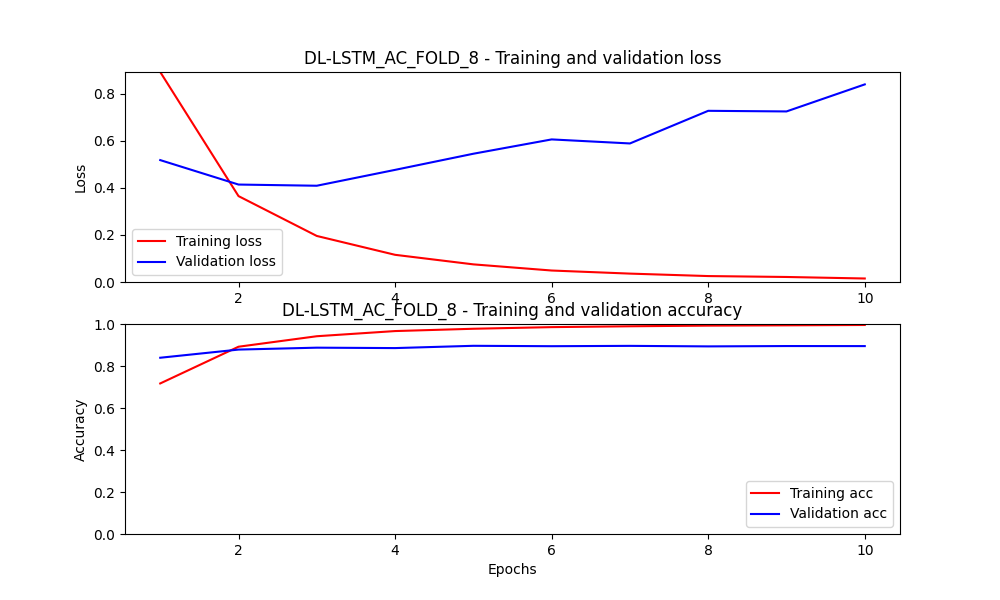 DL-LSTM_AC_FOLD_8 - Training and validation loss
0.8
0.6
0.4
0.2
0.0
Loss
Training loss
Validation loss
2 4 6 8 10
DL-LSTM_AC_FOLD_8 - Training and validation accuracy
1.0
0.8
0.6
0.4
0.2
0.0
Accuracy
Training acc
Validation acc
2 4 6 8 10
Epochs